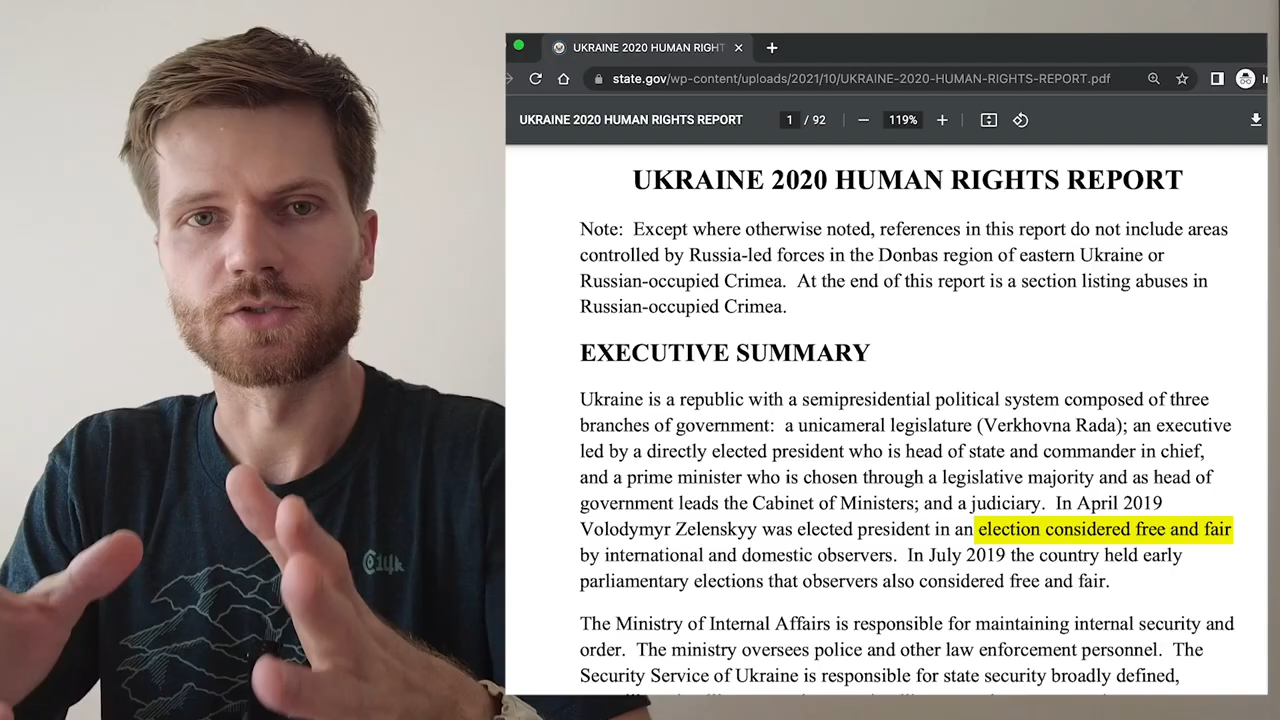 UKRAINE 2020 HUMAN RIGHT
state.gov/wp-content/uploads/2021/10/UKRAINE-2020-HUMAN-RIGHTS-REPORT.pdf
UKRAINE 2020 HUMAN RIGHTS REPORT
1 / 92
119%
UKRAINE 2020 HUMAN RIGHTS REPORT
Note: Except where otherwise noted, references in this report do not include areas
controlled by Russia-led forces in the Donbas region of eastern Ukraine or
Russian-occupied Crimea. At the end of this report is a section listing abuses in
Russian-occupied Crimea.
EXECUTIVE SUMMARY
Ukraine is a republic with a semipresidential political system composed of three
branches of government: a unicameral legislature (Verkhovna Rada); an executive
led by a directly elected president who is head of state and commander in chief,
and a prime minister who is chosen through a legislative majority and as head of
government leads the Cabinet of Ministers; and a judiciary. In April 2019
Volodymyr Zelenskyy was elected president in an election considered free and fair
by international and domestic observers. In July 2019 the country held early
parliamentary elections that observers also considered free and fair.
The Ministry of Internal Affairs is responsible for maintaining internal security and
order. The ministry oversees police and other law enforcement personnel. The
Security Service of Ukraine is responsible for state security broadly defined,